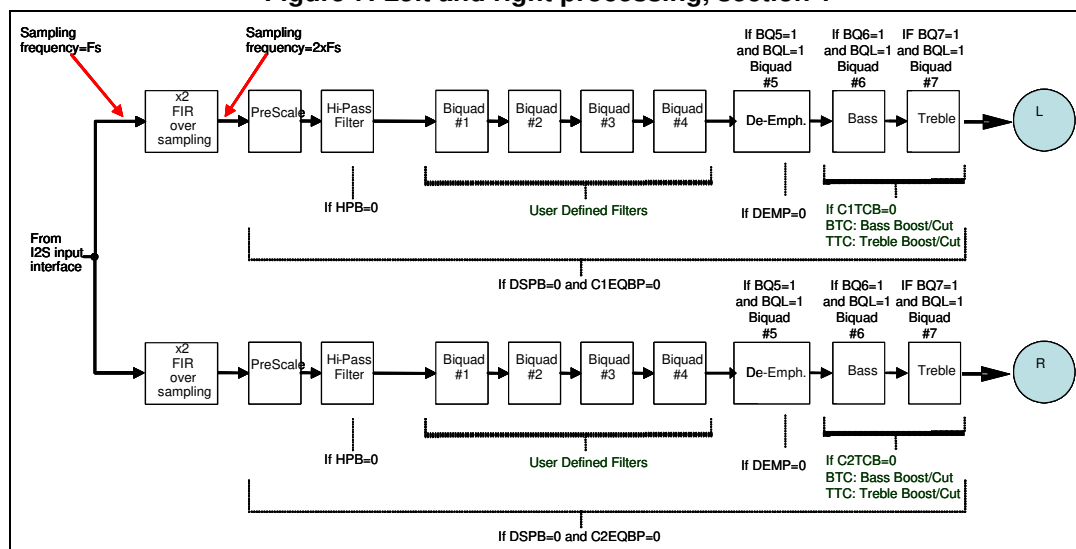 Sampling
frequency=Fs
Sampling
frequency=2xFs
If BQ5=1
and BQL=1
Biquad
#5
If BQ6=1
and BQL=1
Biquad
#6
IF BQ7=1
and BQL=1
Biquad
#7
x2
FIR
over
sampling
PreScale
Hi-Pass
Filter
Biquad
#1
Biquad
#2
Biquad
#3
Biquad
#4
De-Emph.
Bass
Treble
L
If HPB=0
User Defined Filters
If DEMP=0
If C1TCB=0
BTC: Bass Boost/Cut
TTC: Treble Boost/Cut
From
I2S input
interface
If DSPB=0 and C1EQBP=0
If BQ5=1
and BQL=1
Biquad
#5
If BQ6=1
and BQL=1
Biquad
#6
IF BQ7=1
and BQL=1
Biquad
#7
x2
FIR
over
sampling
PreScale
Hi-Pass
Filter
Biquad
#1
Biquad
#2
Biquad
#3
Biquad
#4
De-Emph.
Bass
Treble
R
If HPB=0
User Defined Filters
If DEMP=0
If C2TCB=0
BTC: Bass Boost/Cut
TTC: Treble Boost/Cut
If DSPB=0 and C2EQBP=0